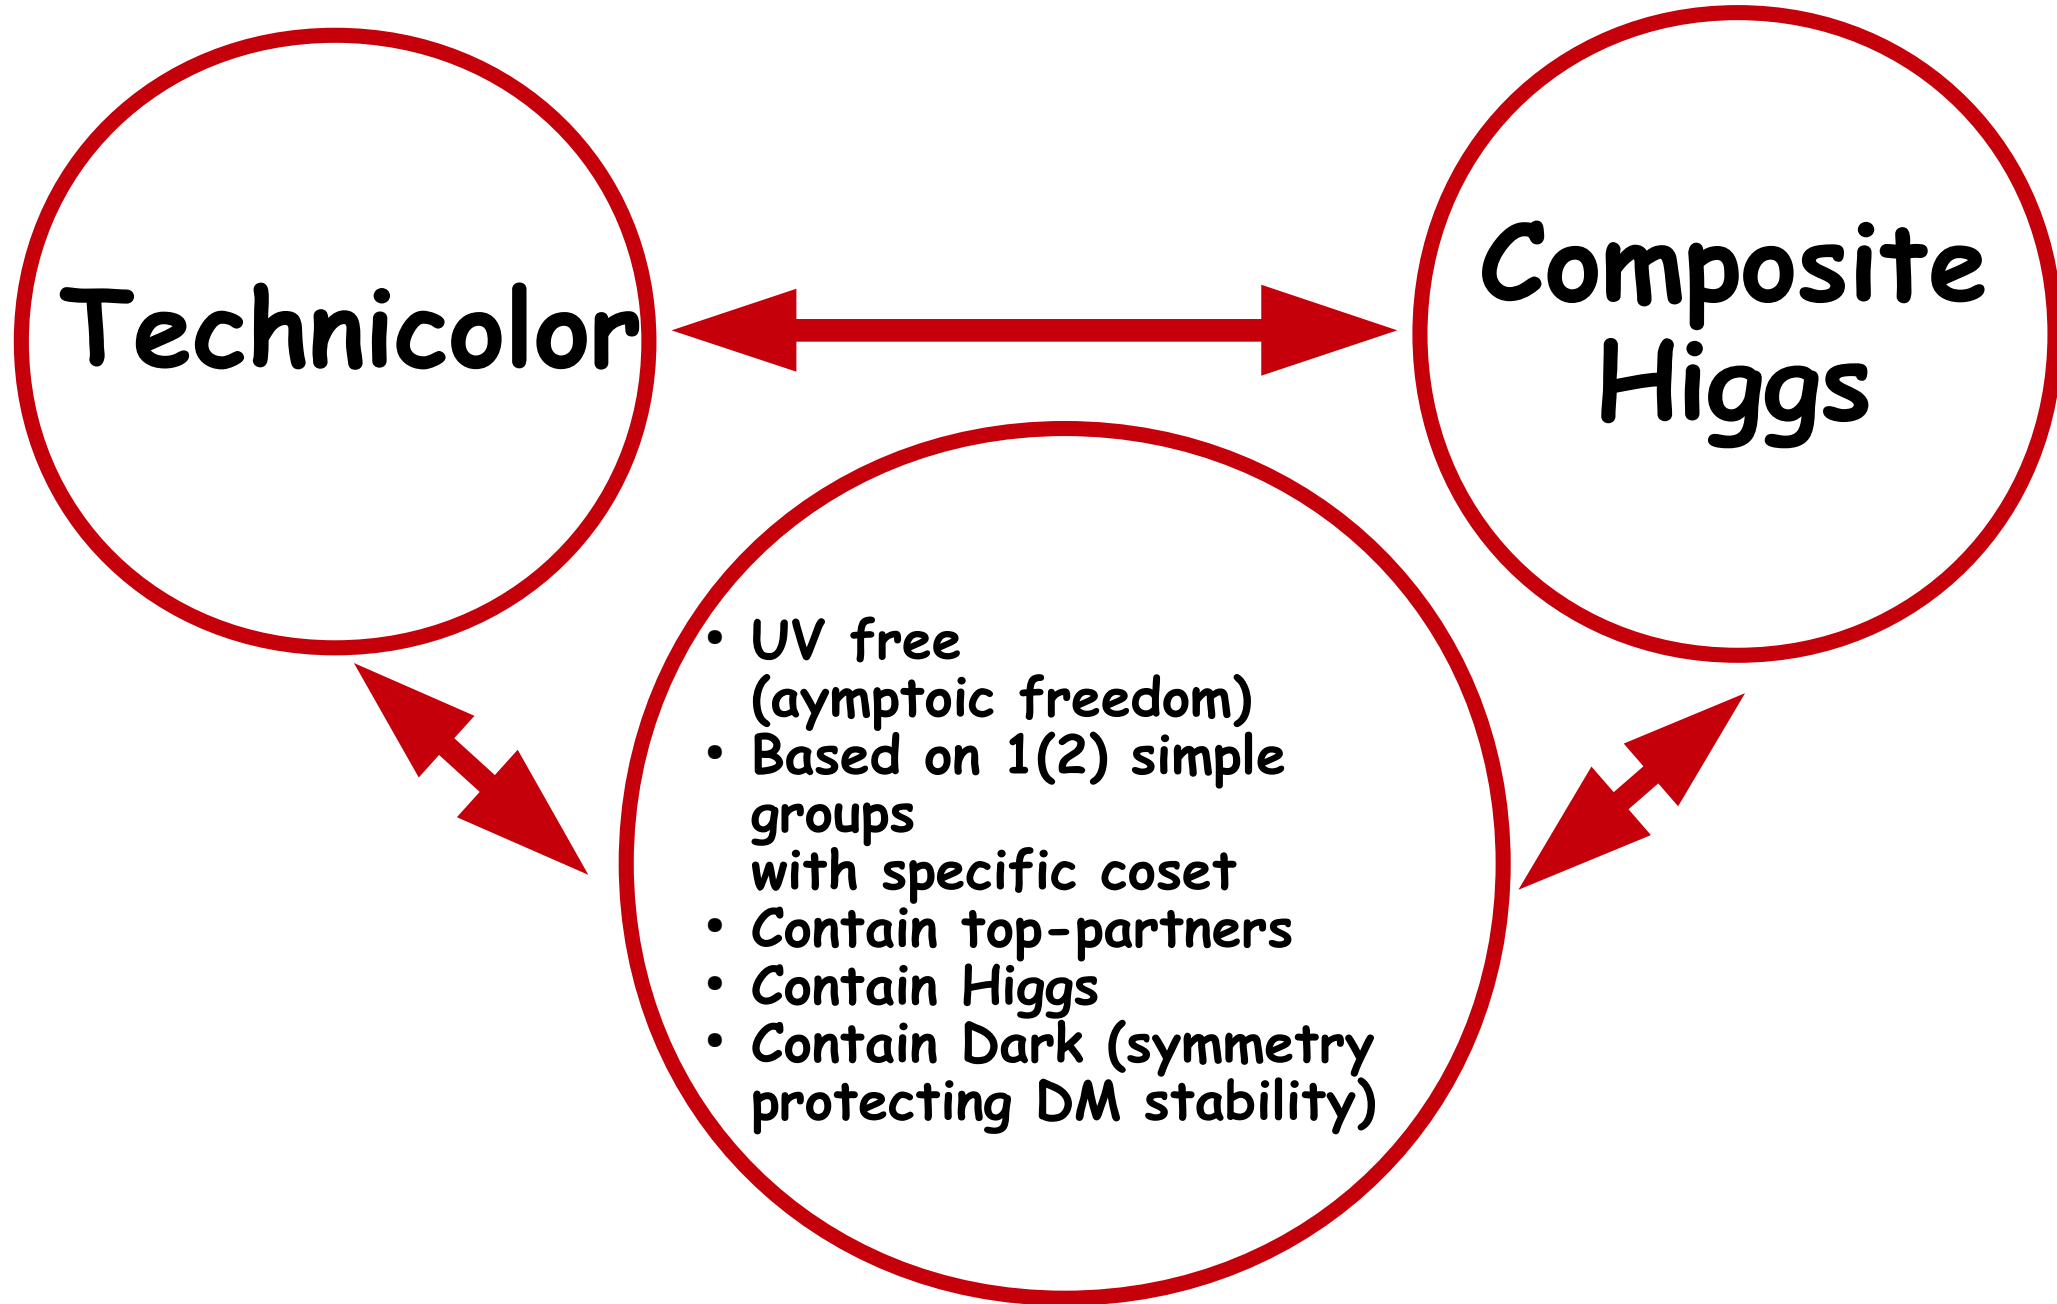 Technicolor
Composite
Higgs
• UV free
(aymptoic freedom)
• Based on 1(2) simple
groups
with specific coset
• Contain top-partners
• Contain Higgs
• Contain Dark (symmetry
protecting DM stability)